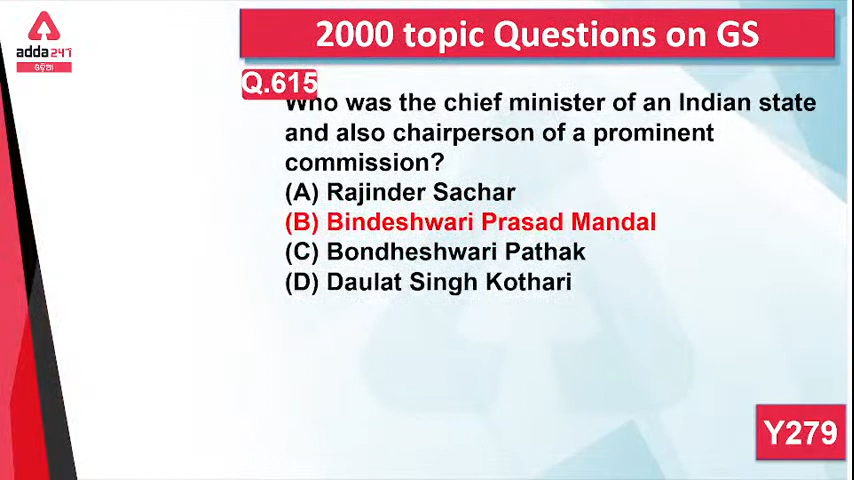 2000 topic Questions on GS
adda247
ଓଡ଼ିଆ
Q.615
Who was the chief minister of an Indian state
and also chairperson of a prominent
commission?
(A) Rajinder Sachar
(B) Bindeshwari Prasad Mandal
(C) Bondheshwari Pathak
(D) Daulat Singh Kothari
Y279